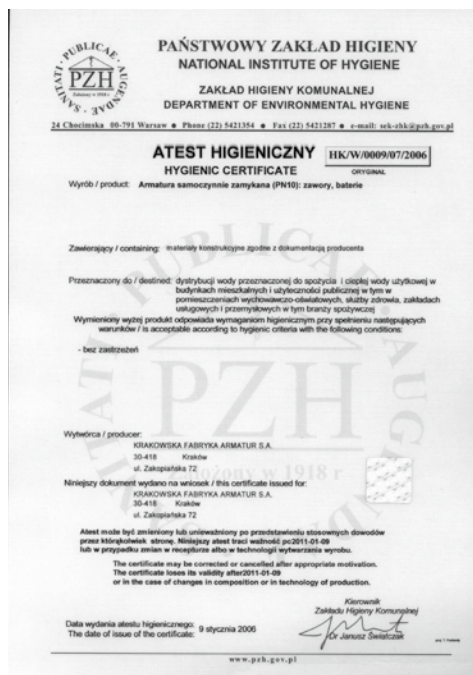 SANITATI · PUBLICAE · AUGENDAE
PZH
Założony w 1918 r
PAŃSTWOWY ZAKŁAD HIGIENY
NATIONAL INSTITUTE OF HYGIENE
ZAKŁAD HIGIENY KOMUNALNEJ
DEPARTMENT OF ENVIRONMENTAL HYGIENE
24 Chocimska 00-791 Warsaw ● Phone (22) 5421354 ● Fax (22) 5421287 ● e-mail: sek-zhk@pzh.gov.pl
ATEST HIGIENICZNY HK/W/0009/07/2006
HYGIENIC CERTIFICATE ORYGINAŁ
Wyrób / product: Armatura samoczynnie zamykana (PN10): zawory, baterie
Zawierający / containing: materiały konstrukcyjne zgodne z dokumentacją producenta
Przeznaczony do / destined: dystrybucji wody przeznaczonej do spożycia i ciepłej wody użytkowej w
budynkach mieszkalnych i użyteczności publicznej w tym w
pomieszczeniach wychowawczo-oświatowych, służby zdrowia, zakładach
usługowych i przemysłowych w tym branży spożywczej
Wymieniony wyżej produkt odpowiada wymaganiom higienicznym przy spełnieniu następujących
warunków / is acceptable according to hygienic criteria with the following conditions:
- bez zastrzeżeń
SANITATI PUBLICAE AUGENDAE
PZH
Założony w 1918 r
Wytwórca / producer:
KRAKOWSKA FABRYKA ARMATUR S.A.
30-418 Kraków
ul. Zakopiańska 72
Niniejszy dokument wydano na wniosek / this certificate issued for:
KRAKOWSKA FABRYKA ARMATUR S.A.
30-418 Kraków
ul. Zakopiańska 72
Atest może być zmieniony lub unieważniony po przedstawieniu stosownych dowodów
przez którąkolwiek stronę. Niniejszy atest traci ważność po 2011-01-09
lub w przypadku zmian w recepturze albo w technologii wytwarzania wyrobu.
The certificate may be corrected or cancelled after appropriate motivation.
The certificate loses its validity after 2011-01-09
or in the case of changes in composition or in technology of production.
Kierownik
Zakładu Higieny Komunalnej
Dr Janusz Świątczak
Data wydania atestu higienicznego: 9 stycznia 2006
The date of issue of the certificate:
www.pzh.gov.pl